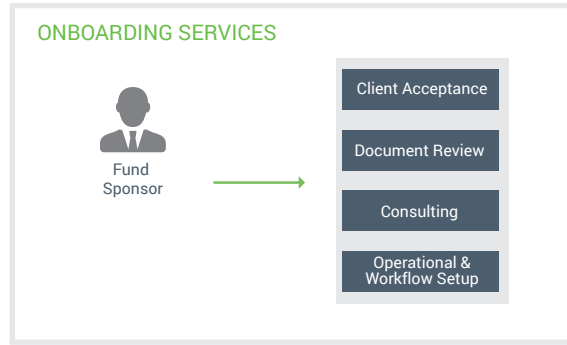 ONBOARDING SERVICES
Fund
Sponsor
Client Acceptance
Document Review
Consulting
Operational &
Workflow Setup